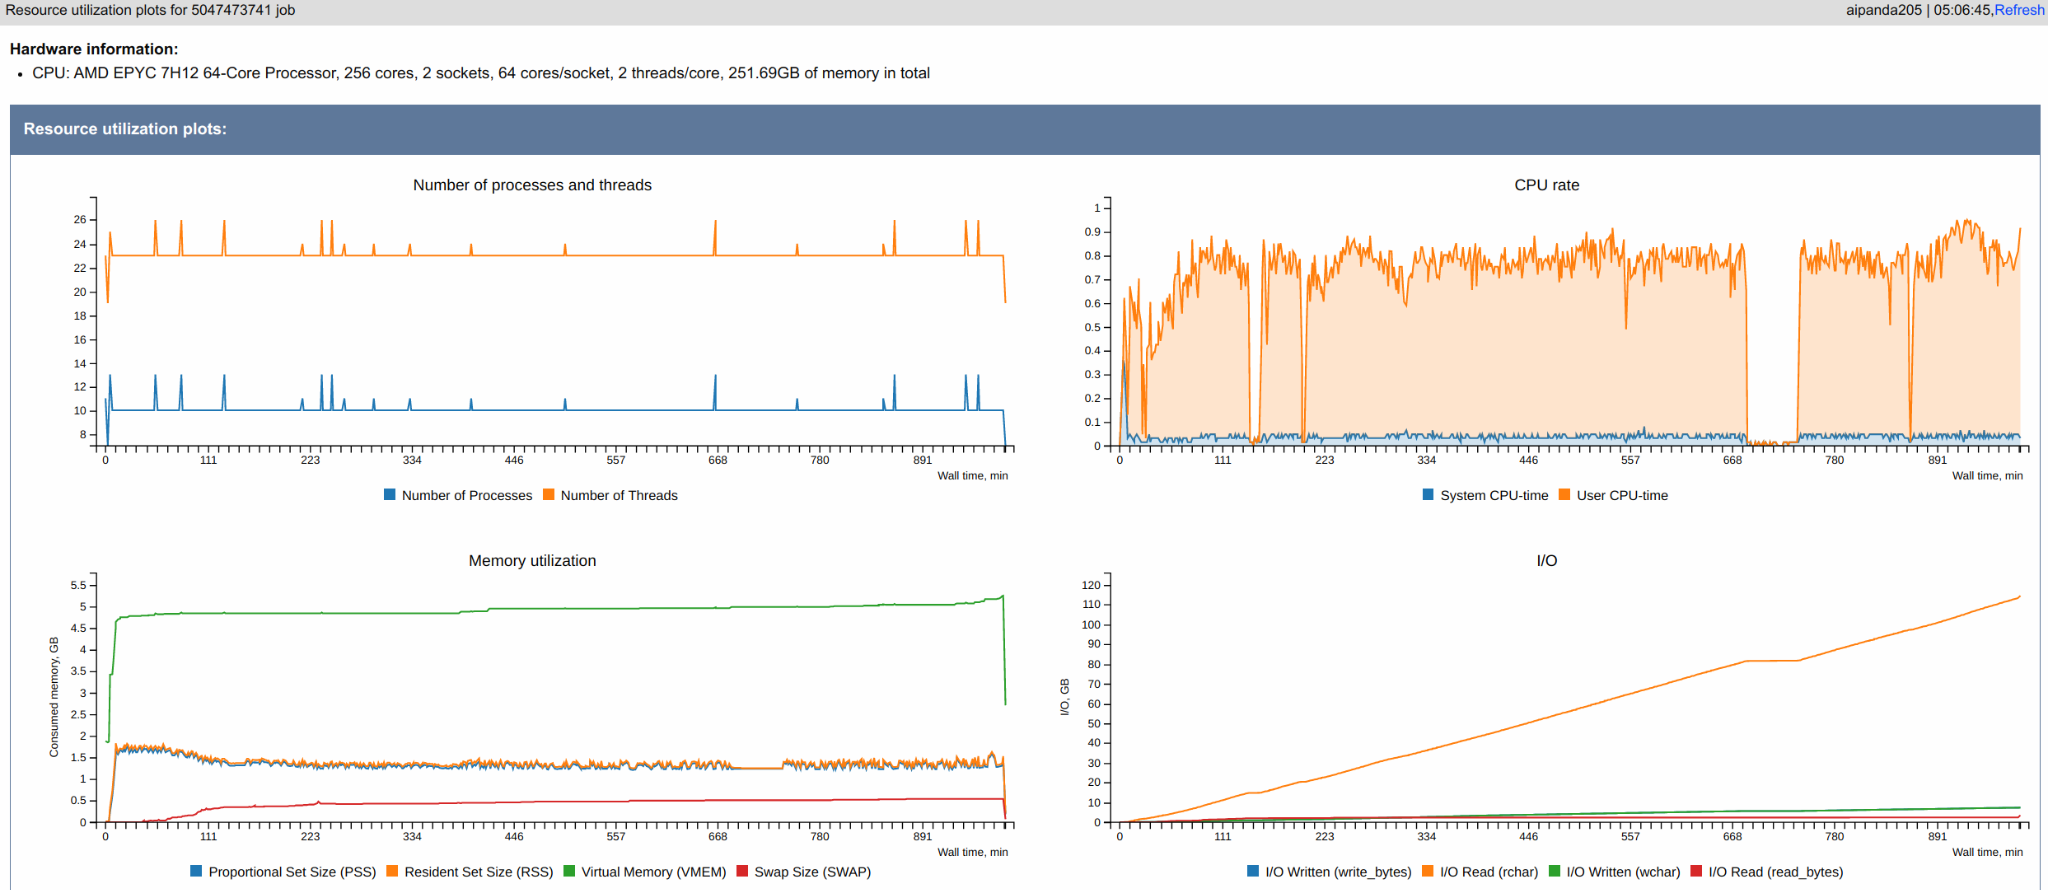 Resource utilization plots for 5047473741 job
aipanda205 | 05:06:45,Refresh
Hardware information:
• CPU: AMD EPYC 7H12 64-Core Processor, 256 cores, 2 sockets, 64 cores/socket, 2 threads/core, 251.69GB of memory in total
Resource utilization plots:
Number of processes and threads
26
24
22
20
18
16
14
12
10
8
0 111 223 334 446 557 668 780 891
Wall time, min
Number of Processes Number of Threads
CPU rate
1
0.9
0.8
0.7
0.6
0.5
0.4
0.3
0.2
0.1
0
0 111 223 334 446 557 668 780 891
Wall time, min
System CPU-time User CPU-time
Memory utilization
Consumed memory, GB
5.5
5
4.5
4
3.5
3
2.5
2
1.5
1
0.5
0
0 111 223 334 446 557 668 780 891
Wall time, min
Proportional Set Size (PSS) Resident Set Size (RSS) Virtual Memory (VMEM) Swap Size (SWAP)
I/O
I/O, GB
120
110
100
90
80
70
60
50
40
30
20
10
0
0 111 223 334 446 557 668 780 891
Wall time, min
I/O Written (write_bytes) I/O Read (rchar) I/O Written (wchar) I/O Read (read_bytes)